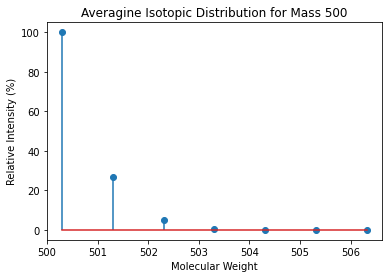 Averagine Isotopic Distribution for Mass 500
Relative Intensity (%)
100
80
60
40
20
0
500 501 502 503 504 505 506
Molecular Weight